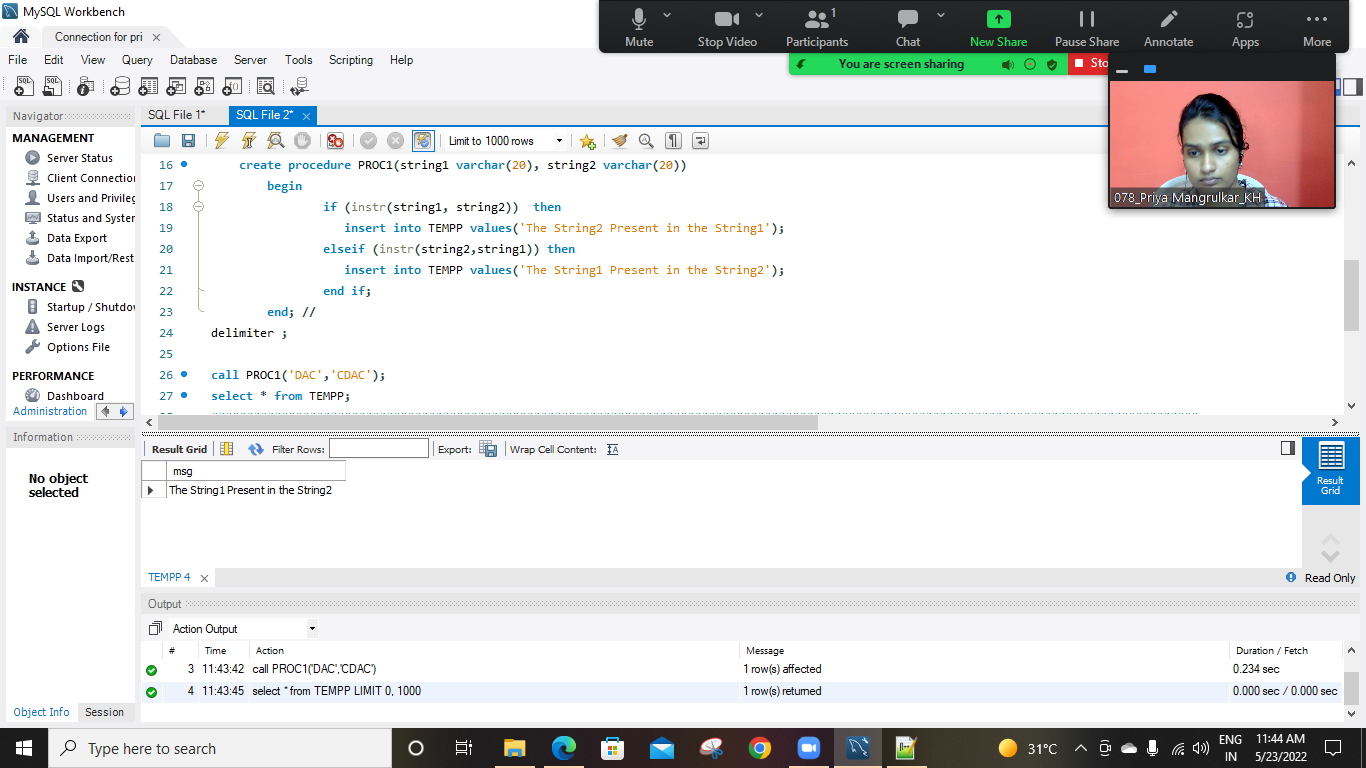 MySQL Workbench
Connection for pri
File Edit View Query Database Server Tools Scripting Help
Mute Stop Video Participants 1 Chat New Share Pause Share Annotate Apps More
You are screen sharing
078_Priya Mangrulkar_KH
Navigator
MANAGEMENT
Server Status
Client Connection
Users and Privileg
Status and System
Data Export
Data Import/Rest
INSTANCE
Startup / Shutdov
Server Logs
Options File
PERFORMANCE
Dashboard
Administration
Information
No object
selected
Object Info Session
SQL File 1* SQL File 2*
Limit to 1000 rows
16 create procedure PROC1(string1 varchar(20), string2 varchar(20))
17 begin
18 if (instr(string1, string2)) then
19 insert into TEMPP values('The String2 Present in the String1');
20 elseif (instr(string2,string1)) then
21 insert into TEMPP values('The String1 Present in the String2');
22 end if;
23 end; //
24 delimiter ;
25
26 call PROC1('DAC','CDAC');
27 select * from TEMPP;
Result Grid Filter Rows: Export: Wrap Cell Content:
msg
The String1 Present in the String2
Result
Grid
TEMPP 4
Read Only
Output
Action Output
# Time Action Message Duration / Fetch
3 11:43:42 call PROC1('DAC','CDAC') 1 row(s) affected 0.234 sec
4 11:43:45 select * from TEMPP LIMIT 0, 1000 1 row(s) returned 0.000 sec / 0.000 sec
Type here to search
31°C
ENG
IN
11:44 AM
5/23/2022